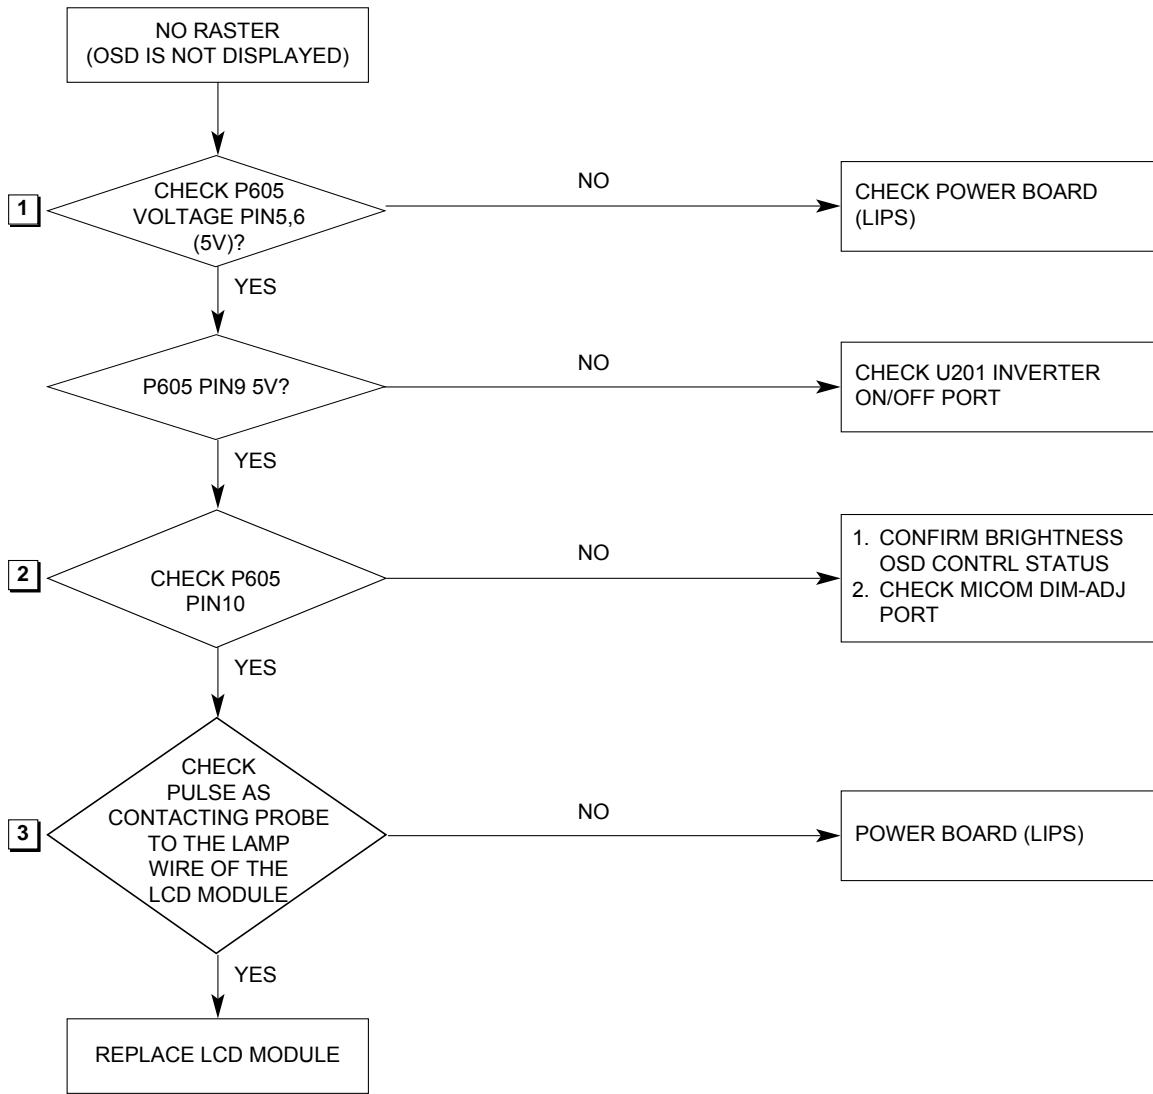 NO RASTER
(OSD IS NOT DISPLAYED)
1
CHECK P605
VOLTAGE PIN5,6
(5V)?
NO
CHECK POWER BOARD
(LIPS)
YES
P605 PIN9 5V?
NO
CHECK U201 INVERTER
ON/OFF PORT
YES
2
CHECK P605
PIN10
NO
1. CONFIRM BRIGHTNESS
OSD CONTRL STATUS
2. CHECK MICOM DIM-ADJ
PORT
YES
3
CHECK
PULSE AS
CONTACTING PROBE
TO THE LAMP
WIRE OF THE
LCD MODULE
NO
POWER BOARD (LIPS)
YES
REPLACE LCD MODULE